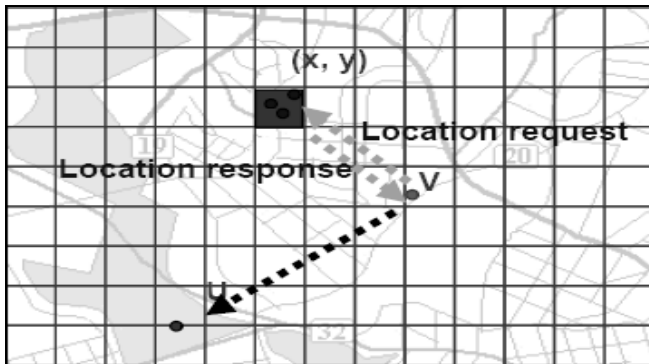 (x, y)
Location request
19
20
Location response
V
U
32